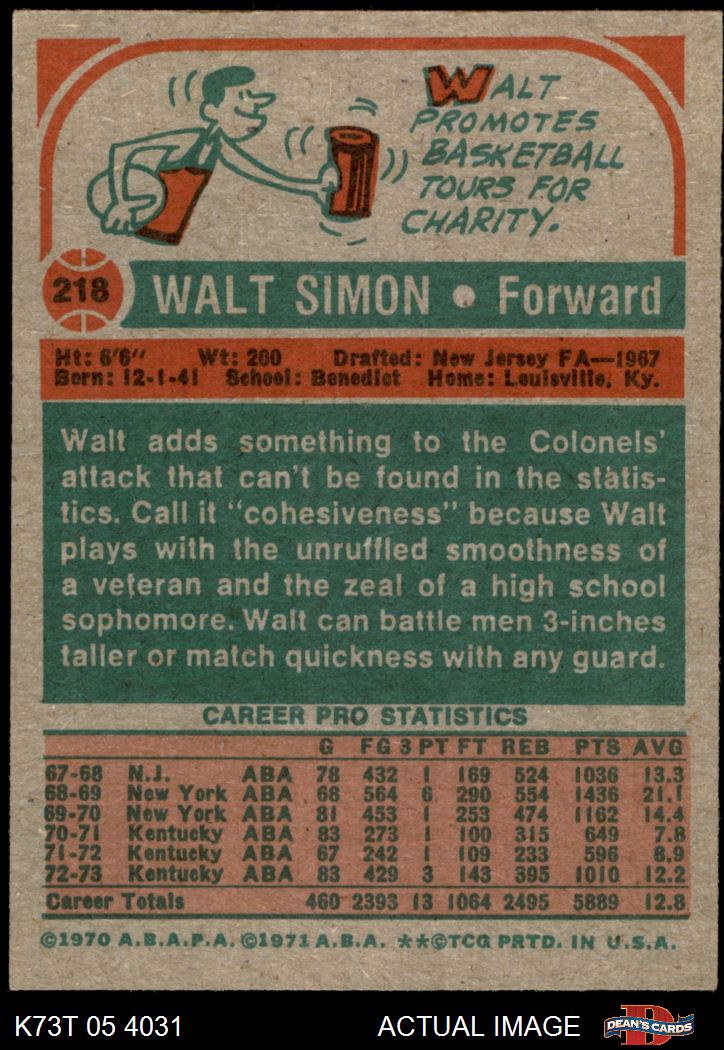 WALT
PROMOTES
BASKETBALL
TOURS FOR
CHARITY.
218 WALT SIMON • Forward
Ht: 6'6" Wt: 200 Drafted: New Jersey FA—1967
Born: 12-1-41 School: Benedict Home: Louisville, Ky.
Walt adds something to the Colonels'
attack that can't be found in the statis-
tics. Call it "cohesiveness" because Walt
plays with the unruffled smoothness of
a veteran and the zeal of a high school
sophomore. Walt can battle men 3-inches
taller or match quickness with any guard.
CAREER PRO STATISTICS
G FG 3 PT FT REB PTS AVG
67-68 N.J. ABA 78 432 1 169 524 1036 13.3
68-69 New York ABA 68 564 6 290 554 1436 21.1
69-70 New York ABA 81 453 1 253 474 1162 14.4
70-71 Kentucky ABA 83 273 1 100 315 649 7.8
71-72 Kentucky ABA 67 242 1 109 233 596 8.9
72-73 Kentucky ABA 83 429 3 143 395 1010 12.2
Career Totals 460 2393 13 1064 2495 5889 12.8
©1970 A.B.A.P.A. ©1971 A.B.A. **©TCG PRTD. IN U.S.A.
K73T 05 4031 ACTUAL IMAGE D DEAN'S CARDS